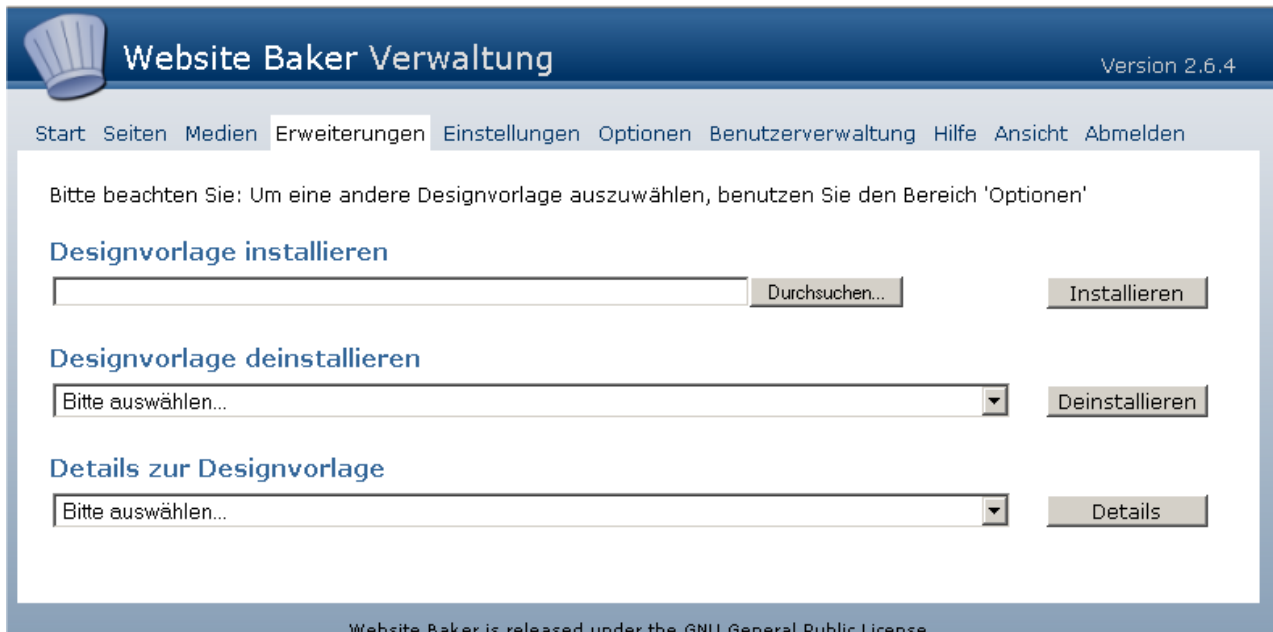 Website Baker Verwaltung
Version 2.6.4
Start Seiten Medien Erweiterungen Einstellungen Optionen Benutzerverwaltung Hilfe Ansicht Abmelden
Bitte beachten Sie: Um eine andere Designvorlage auszuwählen, benutzen Sie den Bereich 'Optionen'
Designvorlage installieren
Durchsuchen... Installieren
Designvorlage deinstallieren
Bitte auswählen... Deinstallieren
Details zur Designvorlage
Bitte auswählen... Details
Website Baker is released under the GNU General Public License